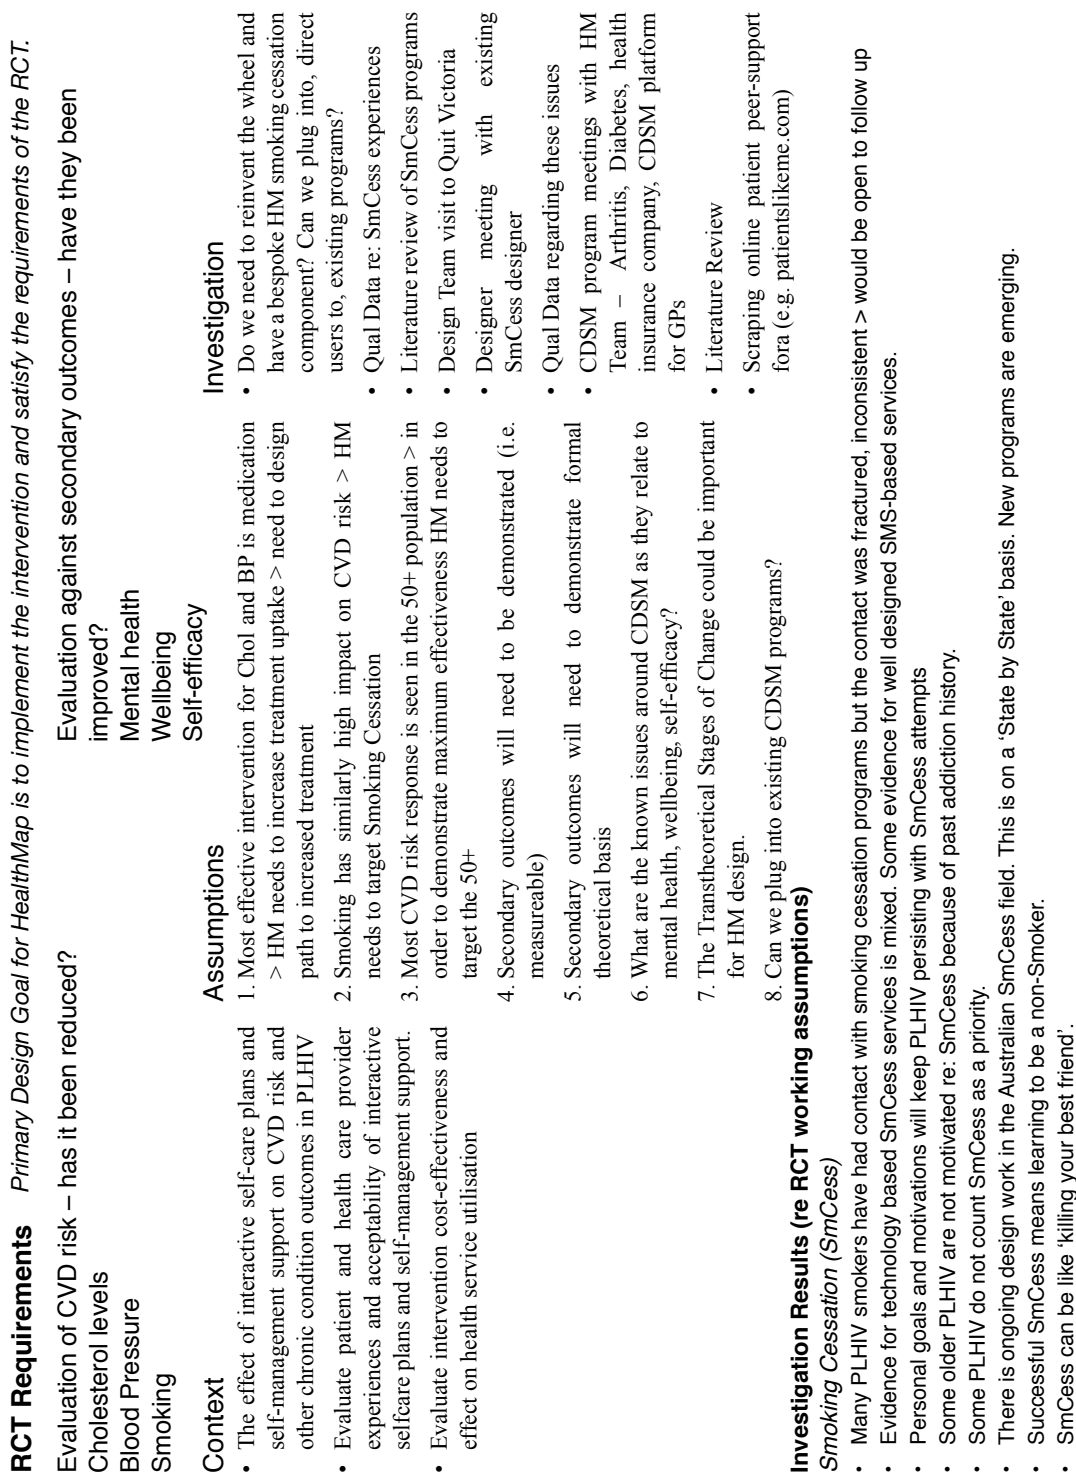 RCT Requirements Primary Design Goal for HealthMap is to implement the intervention and satisfy the requirements of the RCT.
Evaluation of CVD risk – has it been reduced?
Cholesterol levels
Blood Pressure
Smoking
Evaluation against secondary outcomes – have they been
improved?
Mental health
Wellbeing
Self-efficacy
Context
• The effect of interactive self-care plans and
self-management support on CVD risk and
other chronic condition outcomes in PLHIV
• Evaluate patient and health care provider
experiences and acceptability of interactive
selfcare plans and self-management support.
• Evaluate intervention cost-effectiveness and
effect on health service utilisation
Assumptions
1. Most effective intervention for Chol and BP is medication
> HM needs to increase treatment uptake > need to design
path to increased treatment
2. Smoking has similarly high impact on CVD risk > HM
needs to target Smoking Cessation
3. Most CVD risk response is seen in the 50+ population > in
order to demonstrate maximum effectiveness HM needs to
target the 50+
4. Secondary outcomes will need to be demonstrated (i.e.
measureable)
5. Secondary outcomes will need to demonstrate formal
theoretical basis
6. What are the known issues around CDSM as they relate to
mental health, wellbeing, self-efficacy?
7. The Transtheoretical Stages of Change could be important
for HM design.
8. Can we plug into existing CDSM programs?
Investigation
• Do we need to reinvent the wheel and
have a bespoke HM smoking cessation
component? Can we plug into, direct
users to, existing programs?
• Qual Data re: SmCess experiences
• Literature review of SmCess programs
• Design Team visit to Quit Victoria
• Designer meeting with existing
SmCess designer
• Qual Data regarding these issues
• CDSM program meetings with HM
Team – Arthritis, Diabetes, health
insurance company, CDSM platform
for GPs
• Literature Review
• Scraping online patient peer-support
fora (e.g. patientslikeme.com)
Investigation Results (re RCT working assumptions)
Smoking Cessation (SmCess)
• Many PLHIV smokers have had contact with smoking cessation programs but the contact was fractured, inconsistent > would be open to follow up
• Evidence for technology based SmCess services is mixed. Some evidence for well designed SMS-based services.
• Personal goals and motivations will keep PLHIV persisting with SmCess attempts
• Some older PLHIV are not motivated re: SmCess because of past addiction history.
• Some PLHIV do not count SmCess as a priority.
• There is ongoing design work in the Australian SmCess field. This is on a 'State by State' basis. New programs are emerging.
• Successful SmCess means learning to be a non-Smoker.
• SmCess can be like 'killing your best friend'.